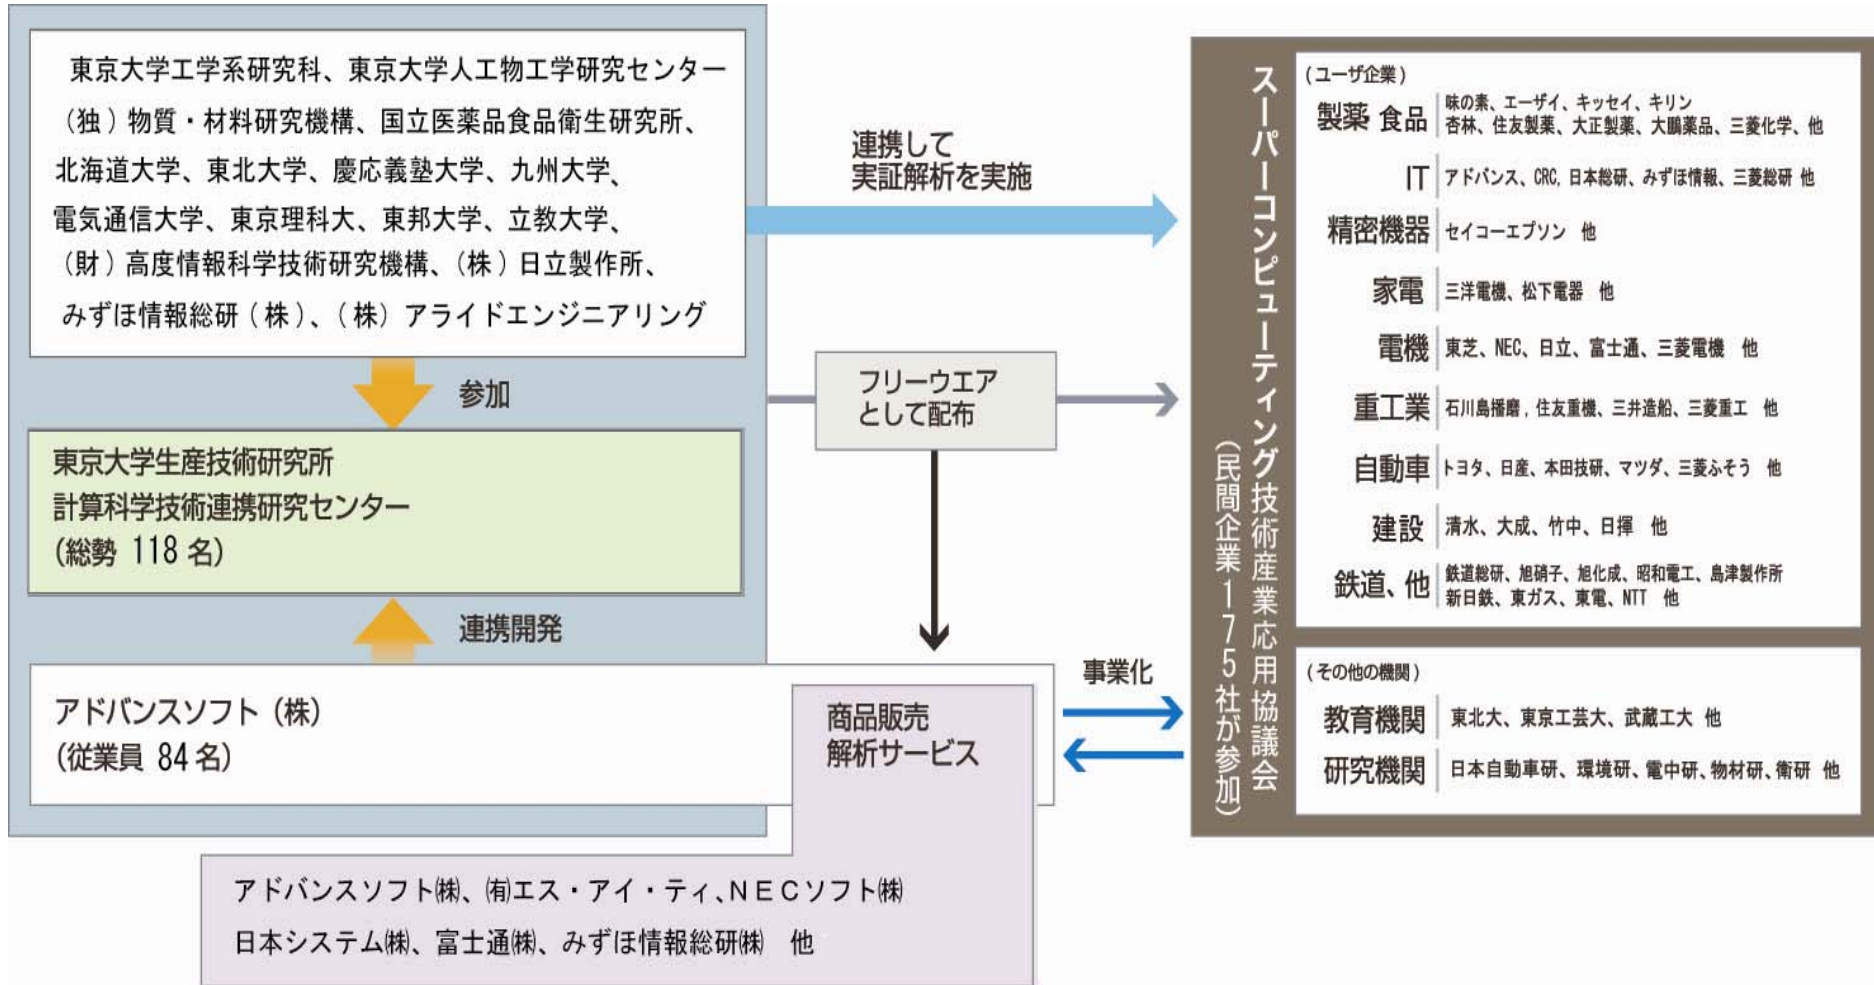 東京大学工学系研究科、東京大学人工物工学研究センター
（独）物質・材料研究機構、国立医薬品食品衛生研究所、
北海道大学、東北大学、慶応義塾大学、九州大学、
電気通信大学、東京理科大、東邦大学、立教大学、
（財）高度情報科学技術研究機構、（株）日立製作所、
みずほ情報総研（株）、（株）アライドエンジニアリング
参加
東京大学生産技術研究所
計算科学技術連携研究センター
(総勢 118 名)
連携開発
アドバンスソフト（株）
(従業員 84 名)
商品販売
解析サービス
アドバンスソフト㈱、㈲エス・アイ・ティ、ＮＥＣソフト㈱
日本システム㈱、富士通㈱、みずほ情報総研㈱　他
連携して
実証解析を実施
フリーウエア
として配布
事業化
スーパーコンピューティング技術産業応用協議会
（民間企業１７５社が参加）
(ユーザ企業)
製薬 食品
味の素、エーザイ、キッセイ、キリン
杏林、住友製薬、大正製薬、大鵬薬品、三菱化学、他
IT
アドバンス、CRC, 日本総研、みずほ情報、三菱総研 他
精密機器
セイコーエプソン　他
家電
三洋電機、松下電器　他
電機
東芝、NEC、日立、富士通、三菱電機　他
重工業
石川島播磨, 住友重機、三井造船、三菱重工　他
自動車
トヨタ、日産、本田技研、マツダ、三菱ふそう　他
建設
清水、大成、竹中、日揮　他
鉄道、他
鉄道総研、旭硝子、旭化成、昭和電工、島津製作所
新日鉄、東ガス、東電、NTT　他
(その他の機関)
教育機関
東北大、東京工芸大、武蔵工大 他
研究機関
日本自動車研、環境研、電中研、物材研、衛研 他